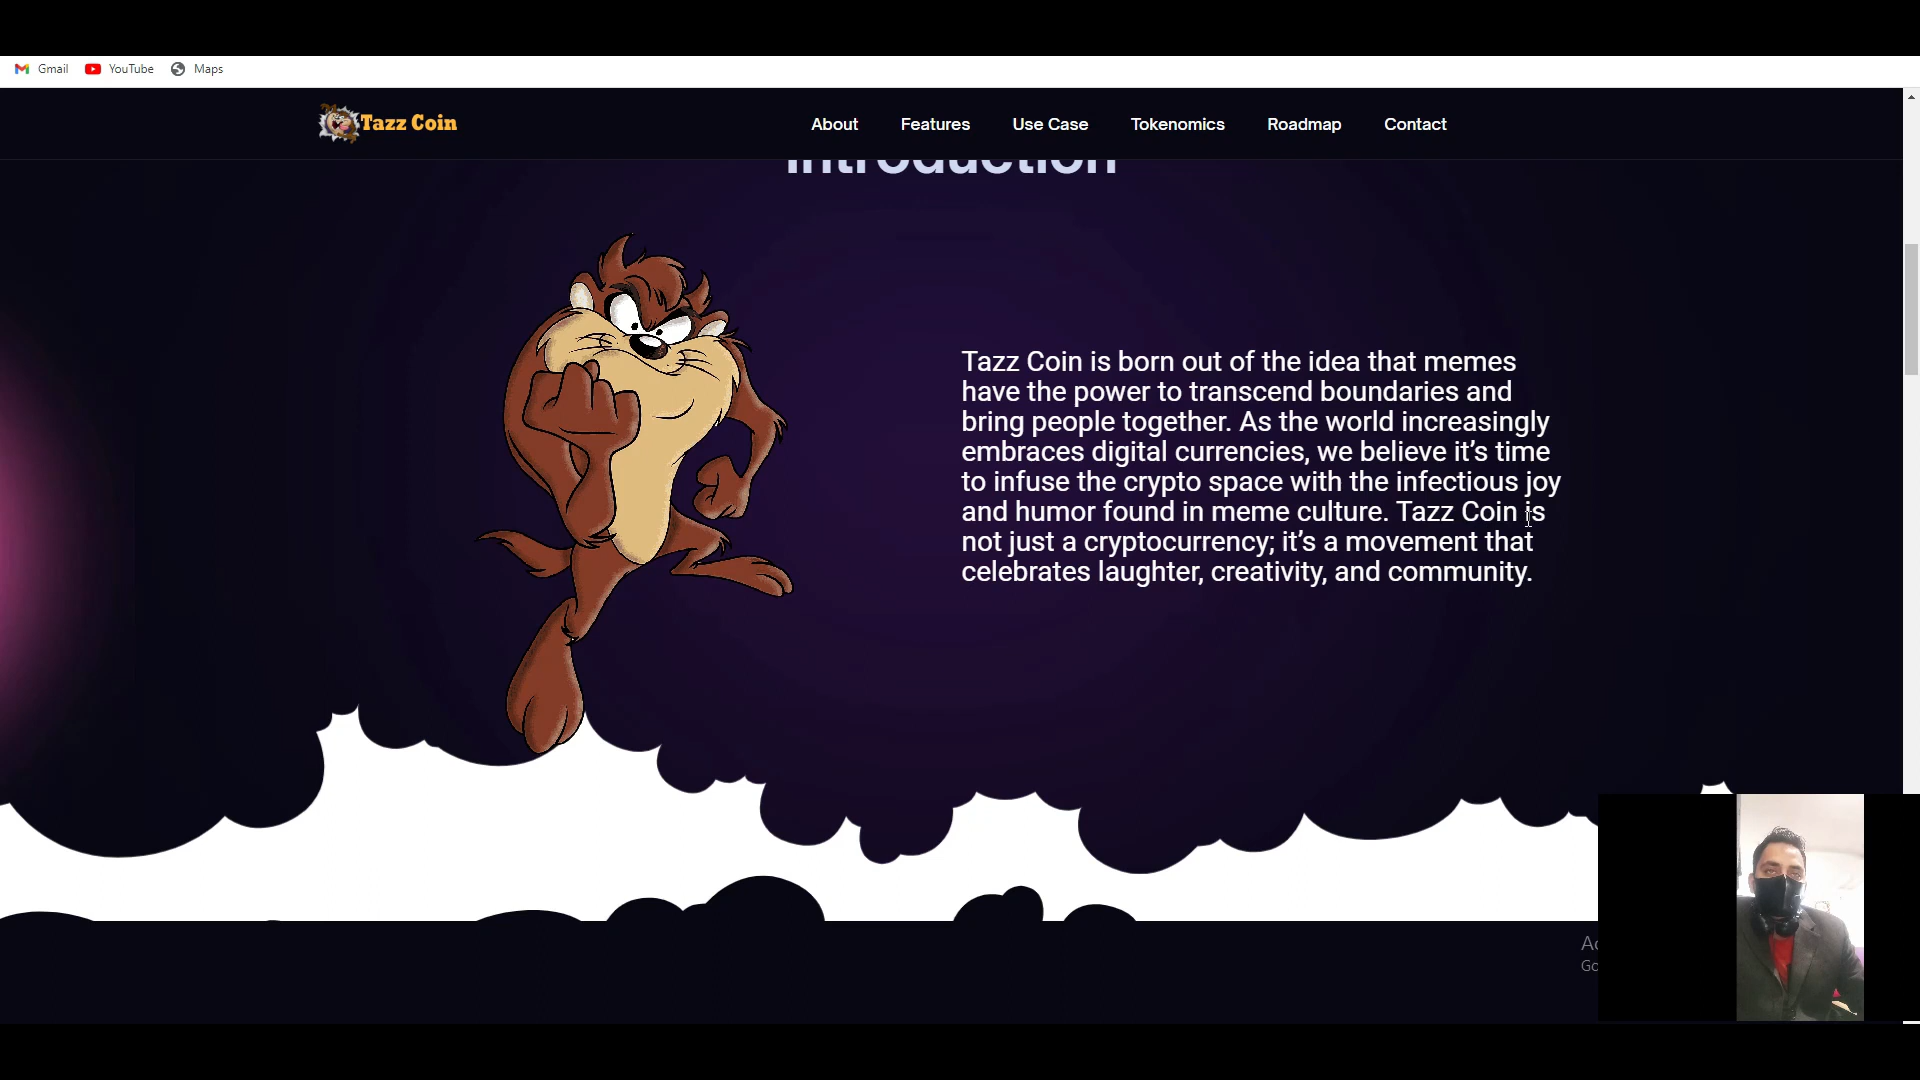 Gmail YouTube Maps
Tazz Coin About Features Use Case Tokenomics Roadmap Contact
Introduction
Tazz Coin is born out of the idea that memes
have the power to transcend boundaries and
bring people together. As the world increasingly
embraces digital currencies, we believe it’s time
to infuse the crypto space with the infectious joy
and humor found in meme culture. Tazz Coin is
not just a cryptocurrency; it’s a movement that
celebrates laughter, creativity, and community.